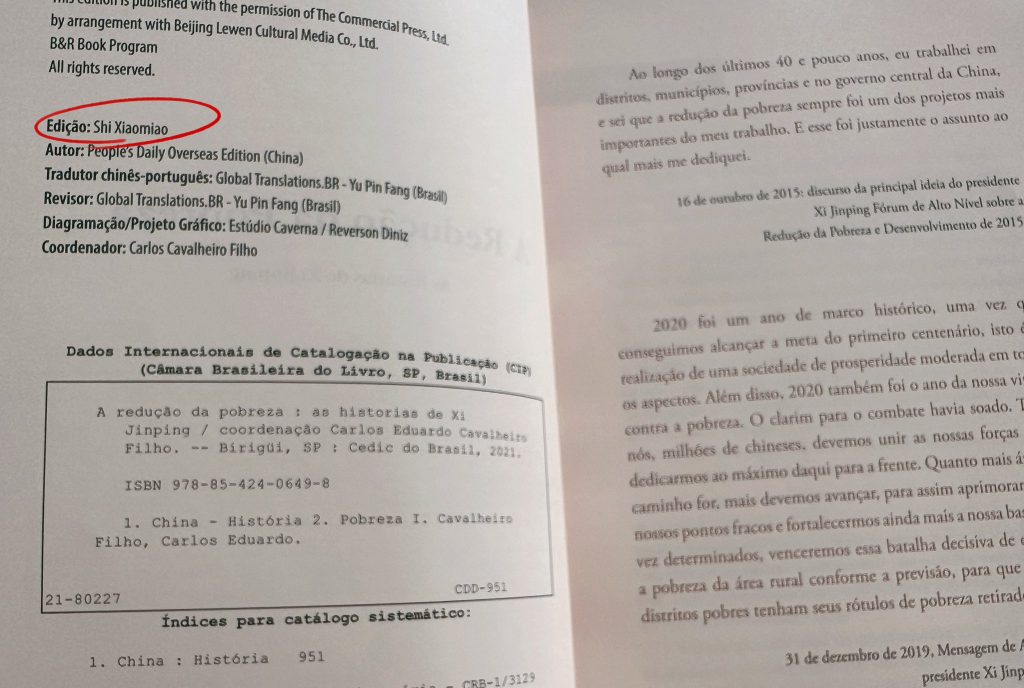 edition is published with the permission of The Commercial Press, Ltd.
by arrangement with Beijing Lewen Cultural Media Co., Ltd.
B&R Book Program
All rights reserved.
Edição: Shi Xiaomiao
Autor: People's Daily Overseas Edition (China)
Tradutor chinês-português: Global Translations.BR - Yu Pin Fang (Brasil)
Revisor: Global Translations.BR - Yu Pin Fang (Brasil)
Diagramação/Projeto Gráfico: Estúdio Caverna / Reverson Diniz
Coordenador: Carlos Cavalheiro Filho
Dados Internacionais de Catalogação na Publicação (CIP)
(Câmara Brasileira do Livro, SP, Brasil)
A redução da pobreza : as historias de Xi
Jinping / coordenação Carlos Eduardo Cavalheiro
Filho. -- Birigüi, SP : Cedic do Brasil, 2021.
ISBN 978-85-424-0649-8
1. China - História 2. Pobreza I. Cavalheiro
Filho, Carlos Eduardo.
21-80227
CDD-951
Índices para catálogo sistemático:
1. China : História 951
- CRB-1/3129
Ao longo dos últimos 40 e pouco anos, eu trabalhei em
distritos, municípios, províncias e no governo central da China,
e sei que a redução da pobreza sempre foi um dos projetos mais
importantes do meu trabalho. E esse foi justamente o assunto ao
qual mais me dediquei.
16 de outubro de 2015: discurso da principal ideia do presidente
Xi Jinping Fórum de Alto Nível sobre a
Redução da Pobreza e Desenvolvimento de 2015
2020 foi um ano de marco histórico, uma vez
conseguimos alcançar a meta do primeiro centenário, isto
realização de uma sociedade de prosperidade moderada em
os aspectos. Além disso, 2020 também foi o ano da nossa
contra a pobreza. O clarim para o combate havia soado.
nós, milhões de chineses, devemos unir as nossas forças
dedicarmos ao máximo daqui para a frente. Quanto mais
caminho for, mais devemos avançar, para assim aprimorar
nossos pontos fracos e fortalecermos ainda mais a nossa
vez determinados, venceremos essa batalha decisiva de
a pobreza da área rural conforme a previsão, para que
distritos pobres tenham seus rótulos de pobreza
31 de dezembro de 2019, Mensagem de
presidente Xi